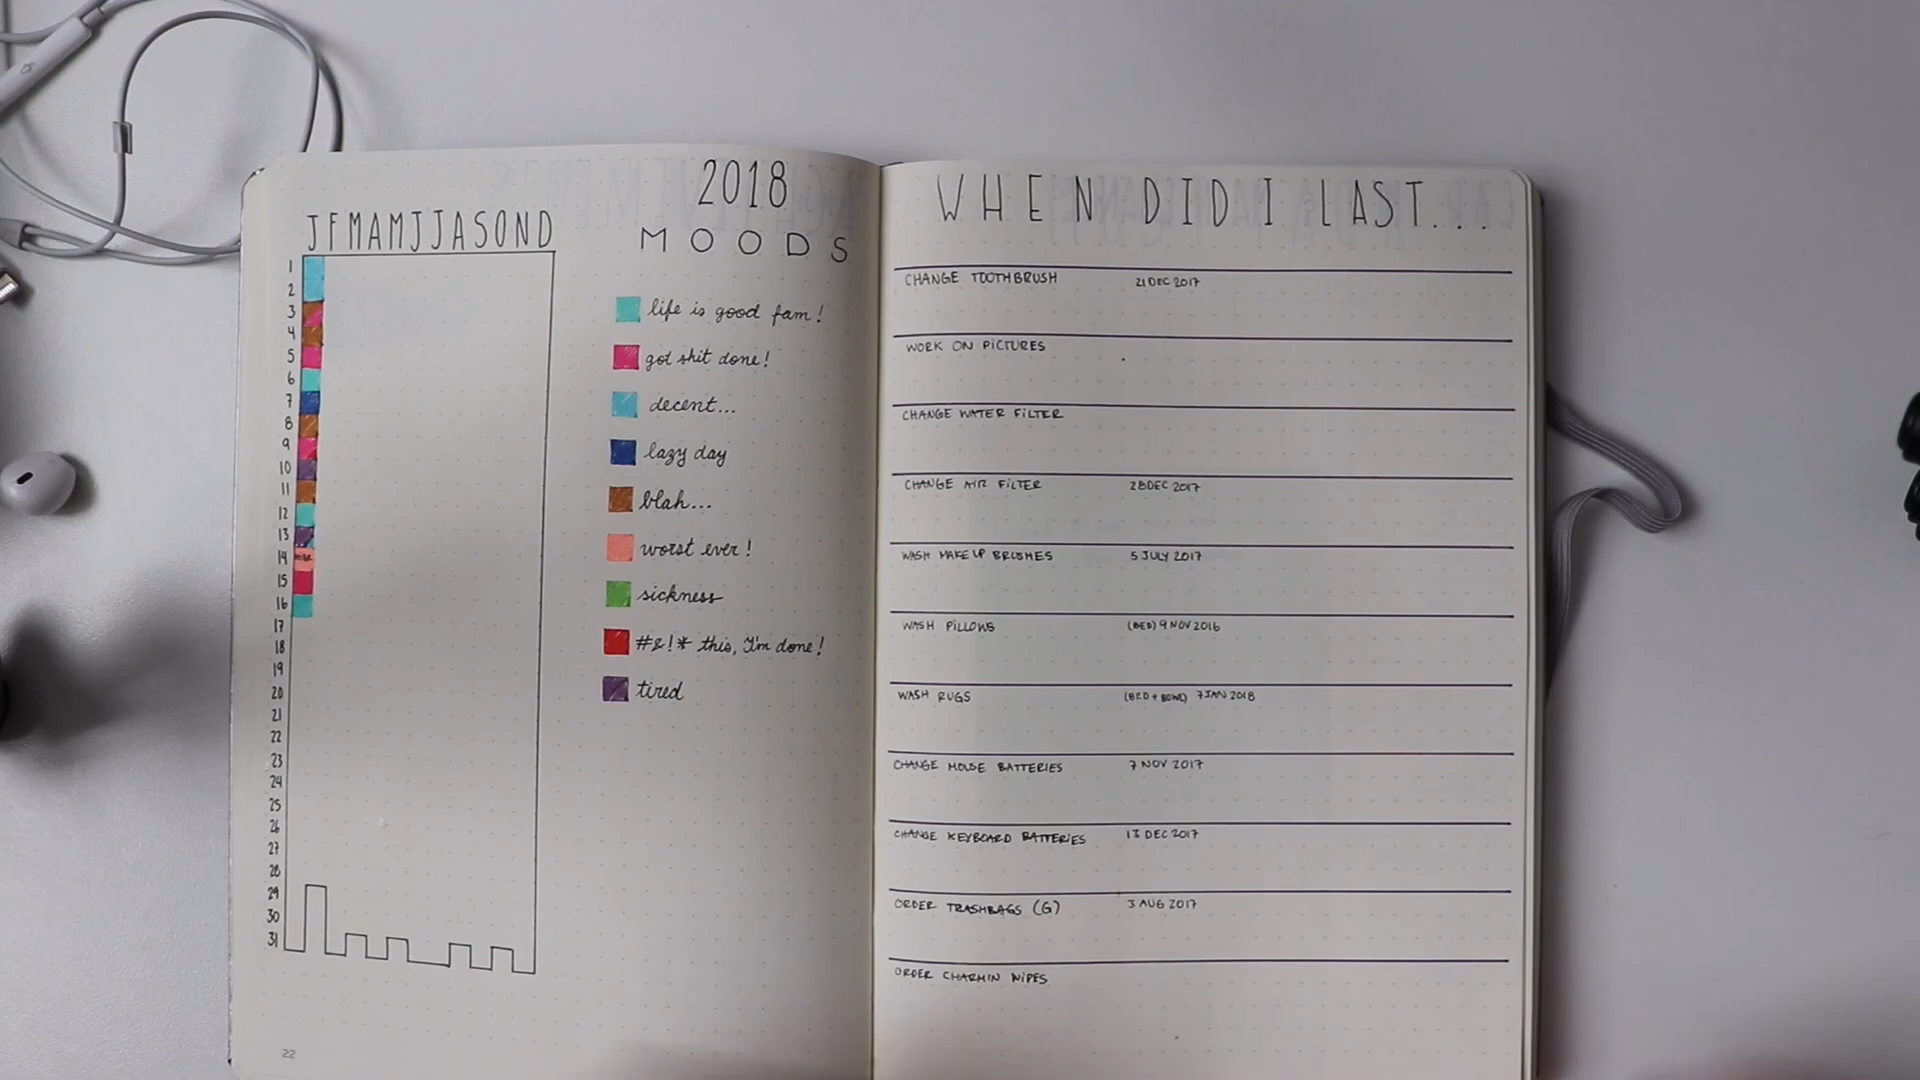 2018
JFMAMJJASOND
MOODS
1
2
3
4
5
6
7
8
9
10
11
12
13
14
15
16
17
18
19
20
21
22
23
24
25
26
27
28
29
30
31
life is good fam!
got shit done!
decent...
lazy day
blah...
worst ever!
sickness
#&!* this, I'm done!
tired
22
WHEN DID I LAST...
CHANGE TOOTHBRUSH 21 DEC 2017
WORK ON PICTURES
CHANGE WATER FILTER
CHANGE AIR FILTER 28 DEC 2017
WASH MAKEUP BRUSHES 5 JULY 2017
WASH PILLOWS (BED) 9 NOV 2016
WASH RUGS (BED + BOWL) 7 JAN 2018
CHANGE MOUSE BATTERIES 7 NOV 2017
CHANGE KEYBOARD BATTERIES 13 DEC 2017
ORDER TRASHBAGS (G) 3 AUG 2017
ORDER CHARMIN WIPES